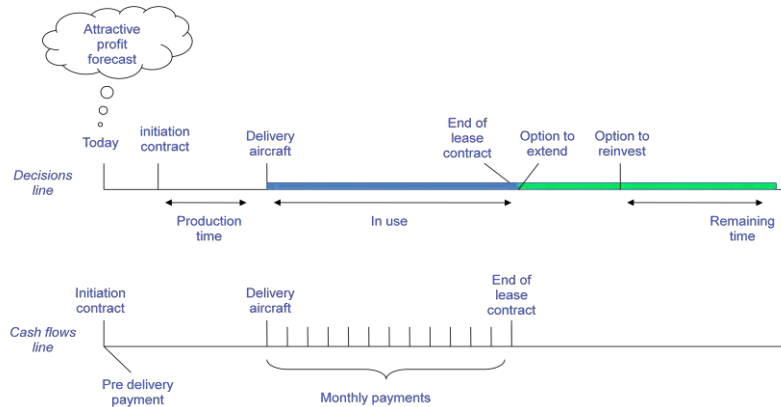 Attractive
profit
forecast
Today
initiation
contract
Delivery
aircraft
End of
lease
contract
Option to
extend
Option to
reinvest
Decisions
line
Production
time
In use
Remaining
time
Initiation
contract
Delivery
aircraft
End of
lease
contract
Cash flows
line
Pre delivery
payment
Monthly payments